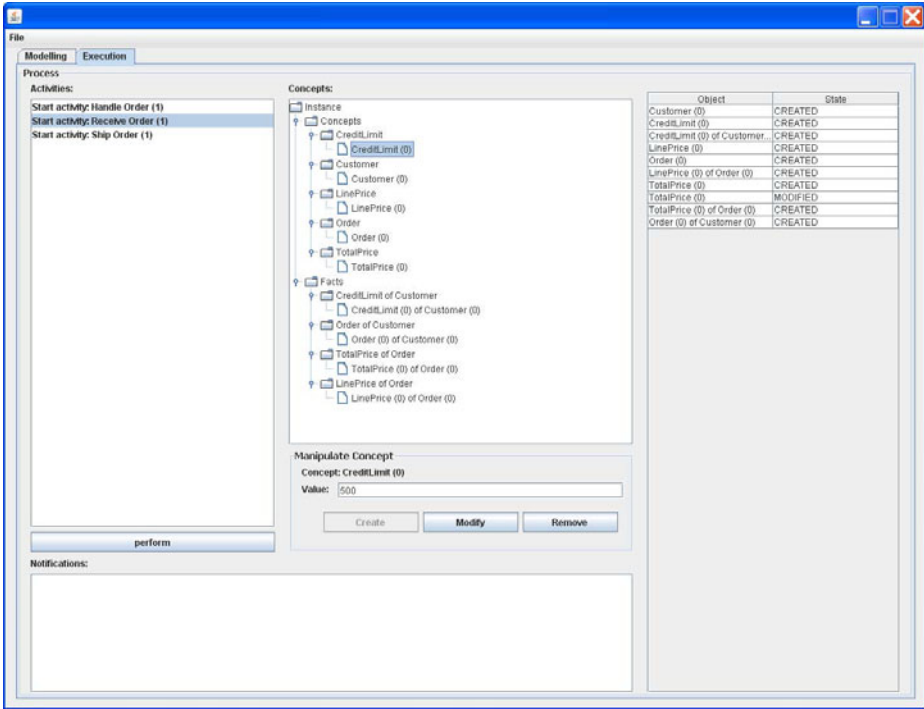 File
Modelling Execution
Process
Activities:
Start activity: Handle Order (1)
Start activity: Receive Order (1)
Start activity: Ship Order (1)
perform
Concepts:
Instance
Concepts
CreditLimit
CreditLimit (0)
Customer
Customer (0)
LinePrice
LinePrice (0)
Order
Order (0)
TotalPrice
TotalPrice (0)
Facts
CreditLimit of Customer
CreditLimit (0) of Customer (0)
Order of Customer
Order (0) of Customer (0)
TotalPrice of Order
TotalPrice (0) of Order (0)
LinePrice of Order
LinePrice (0) of Order (0)
Manipulate Concept
Concept: CreditLimit (0)
Value: 500
Create Modify Remove
Object State
Customer (0) CREATED
CreditLimit (0) CREATED
CreditLimit (0) of Customer... CREATED
LinePrice (0) CREATED
Order (0) CREATED
LinePrice (0) of Order (0) CREATED
TotalPrice (0) CREATED
TotalPrice (0) MODIFIED
TotalPrice (0) of Order (0) CREATED
Order (0) of Customer (0) CREATED
Notifications: